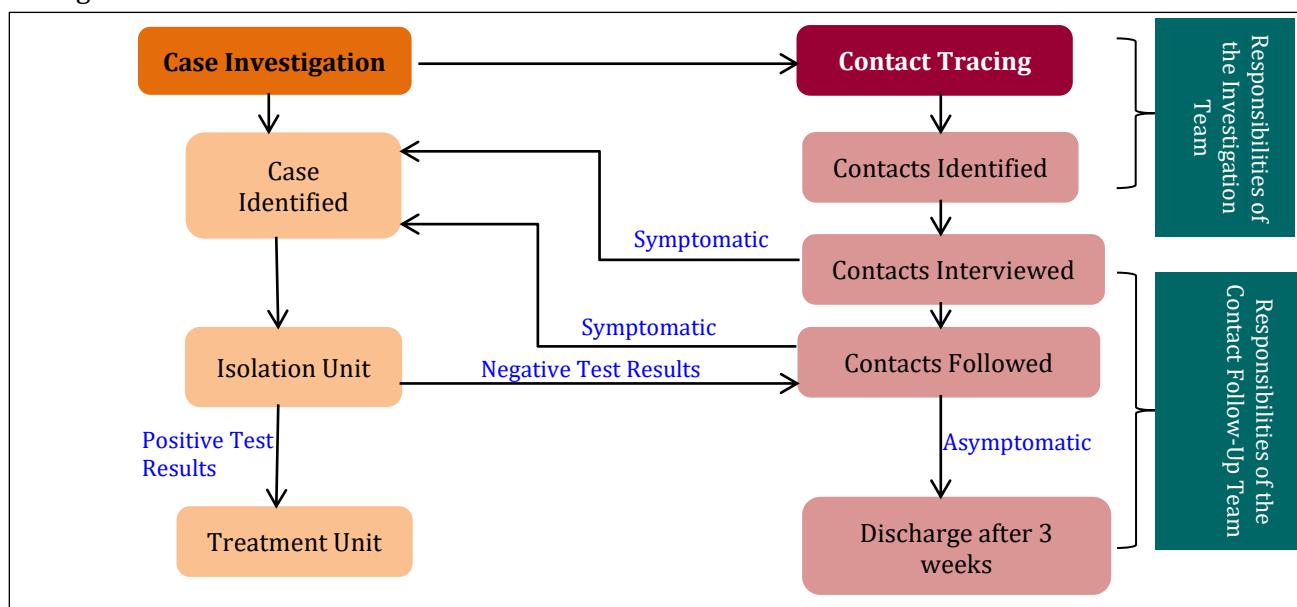 Case Investigation
Contact Tracing
Responsibilities of
the Investigation
Team
Case
Identified
Contacts Identified
Symptomatic
Contacts Interviewed
Symptomatic
Isolation Unit
Negative Test Results
Contacts Followed
Responsibilities of the
Contact Follow-Up Team
Positive Test
Results
Asymptomatic
Treatment Unit
Discharge after 3
weeks